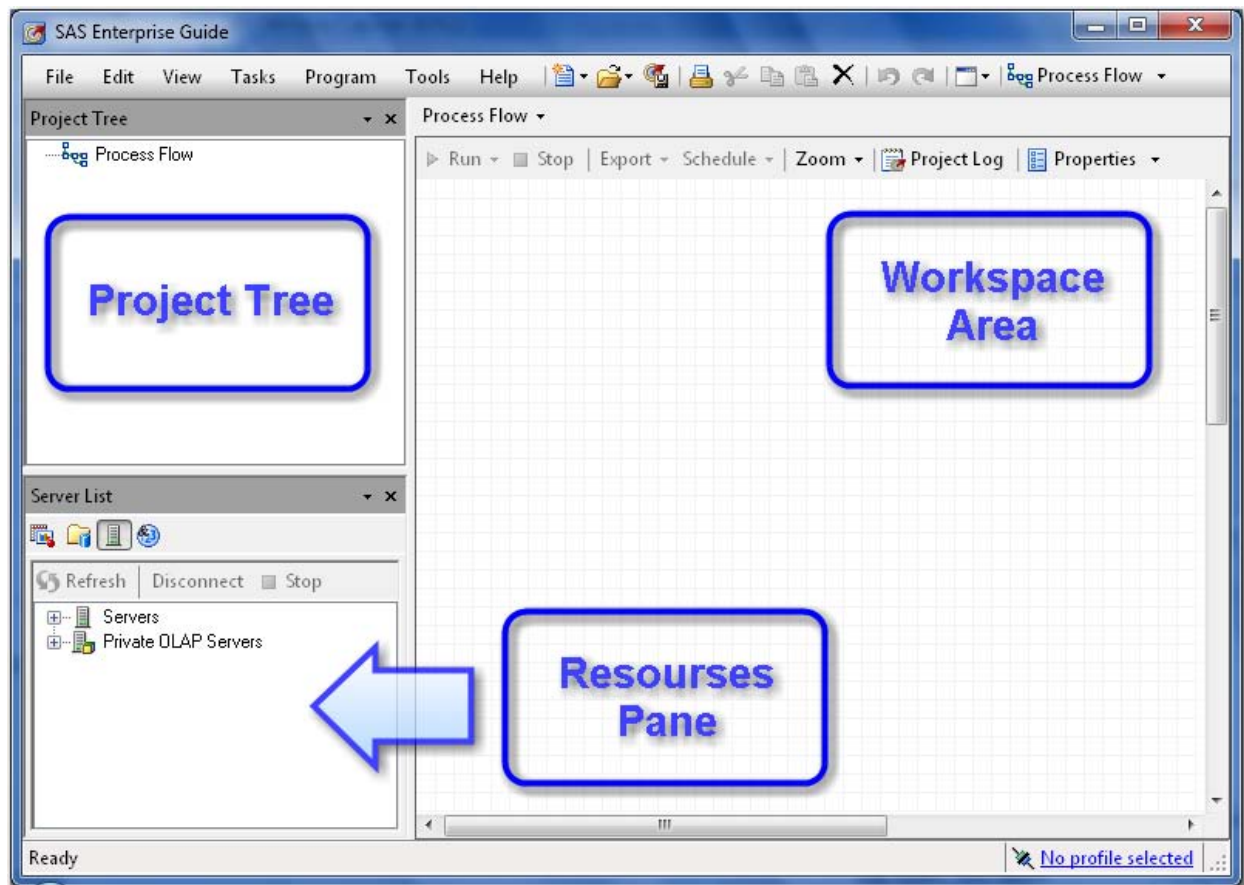 SAS Enterprise Guide
File Edit View Tasks Program Tools Help Process Flow
Project Tree
Process Flow
Project Tree
Process Flow
Run Stop Export Schedule Zoom Project Log Properties
Workspace
Area
Server List
Refresh Disconnect Stop
Servers
Private OLAP Servers
Resourses
Pane
Ready
No profile selected